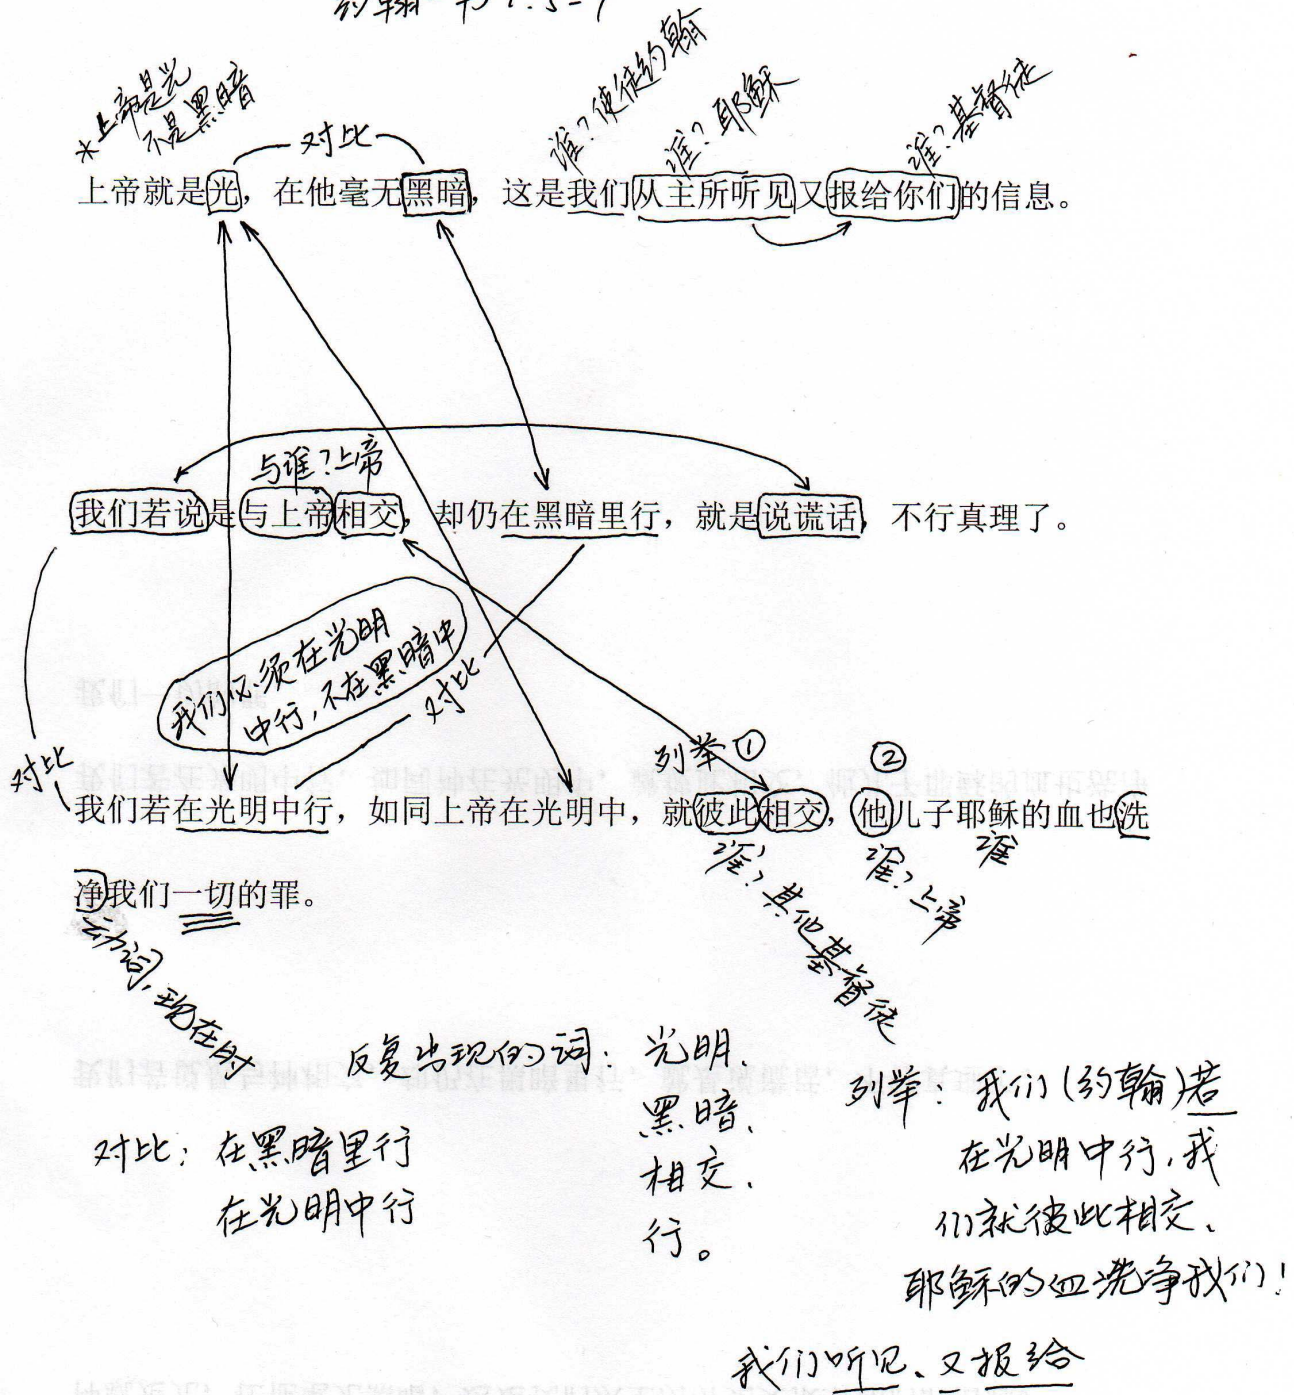 约翰一书1:5-7
*上帝是光
不是黑暗
对比
谁?使徒约翰
谁?耶稣
谁?基督徒
上帝就是光，在他毫无黑暗，这是我们从主所听见又报给你们的信息。
与谁?上帝
我们若说是与上帝相交，却仍在黑暗里行，就是说谎话，不行真理了。
我们必须在光明
中行,不在黑暗中
对比
对比
列举①
②
我们若在光明中行，如同上帝在光明中，就彼此相交，他儿子耶稣的血也洗
谁?其他基督徒
谁?上帝
谁
净我们一切的罪。
动词,现在时
反复出现的词: 光明、
黑暗、
相交、
行。
对比: 在黑暗里行
在光明中行
列举: 我们(约翰)若
在光明中行,我
们就彼此相交、
耶稣的血洗净我们!
我们听见、又报给